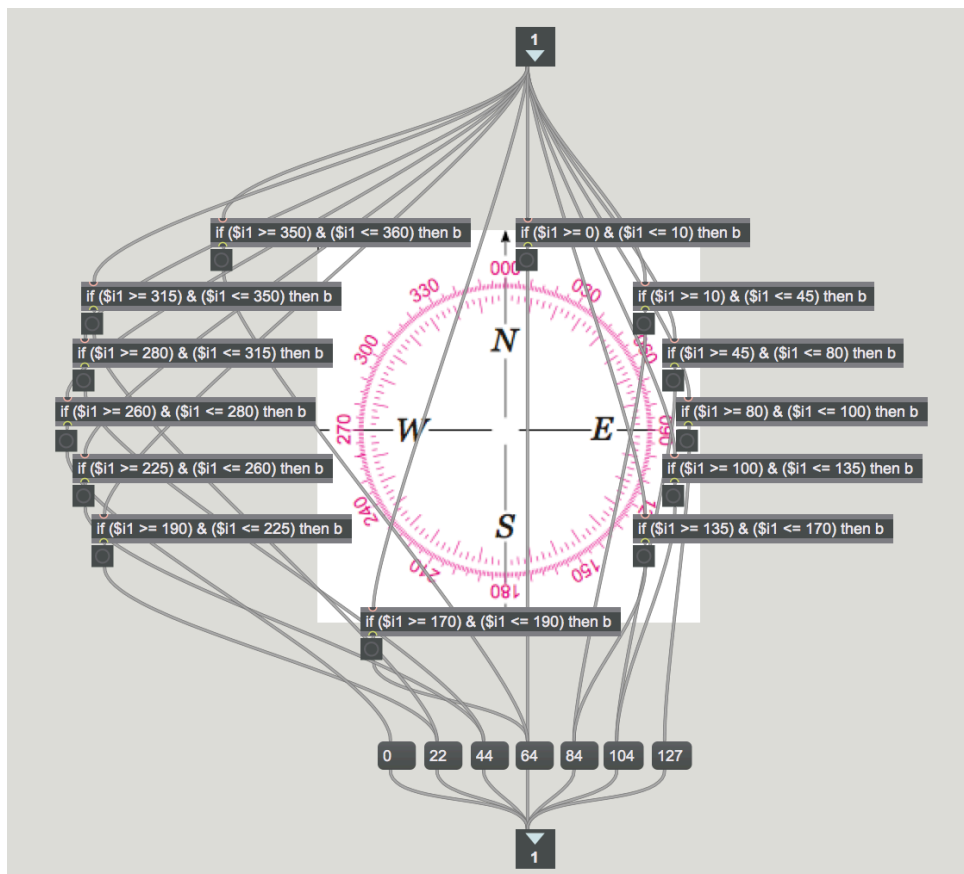 1
if ($i1 >= 350) & ($i1 <= 360) then b
if ($i1 >= 0) & ($i1 <= 10) then b
000
330
030
if ($i1 >= 315) & ($i1 <= 350) then b
if ($i1 >= 10) & ($i1 <= 45) then b
N
300
if ($i1 >= 280) & ($i1 <= 315) then b
if ($i1 >= 45) & ($i1 <= 80) then b
if ($i1 >= 260) & ($i1 <= 280) then b
if ($i1 >= 80) & ($i1 <= 100) then b
270
W
E
090
if ($i1 >= 225) & ($i1 <= 260) then b
if ($i1 >= 100) & ($i1 <= 135) then b
240
S
if ($i1 >= 190) & ($i1 <= 225) then b
if ($i1 >= 135) & ($i1 <= 170) then b
210
150
180
if ($i1 >= 170) & ($i1 <= 190) then b
0
22
44
64
84
104
127
1